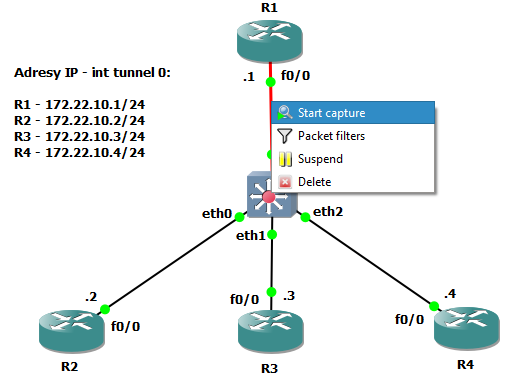 R1
Adresy IP - int tunnel 0:
.1 f0/0
R1 - 172.22.10.1/24
R2 - 172.22.10.2/24
R3 - 172.22.10.3/24
R4 - 172.22.10.4/24
Start capture
Packet filters
Suspend
Delete
eth0
eth2
eth1
.2
f0/0
f0/0
.3
.4
f0/0
R2
R3
R4